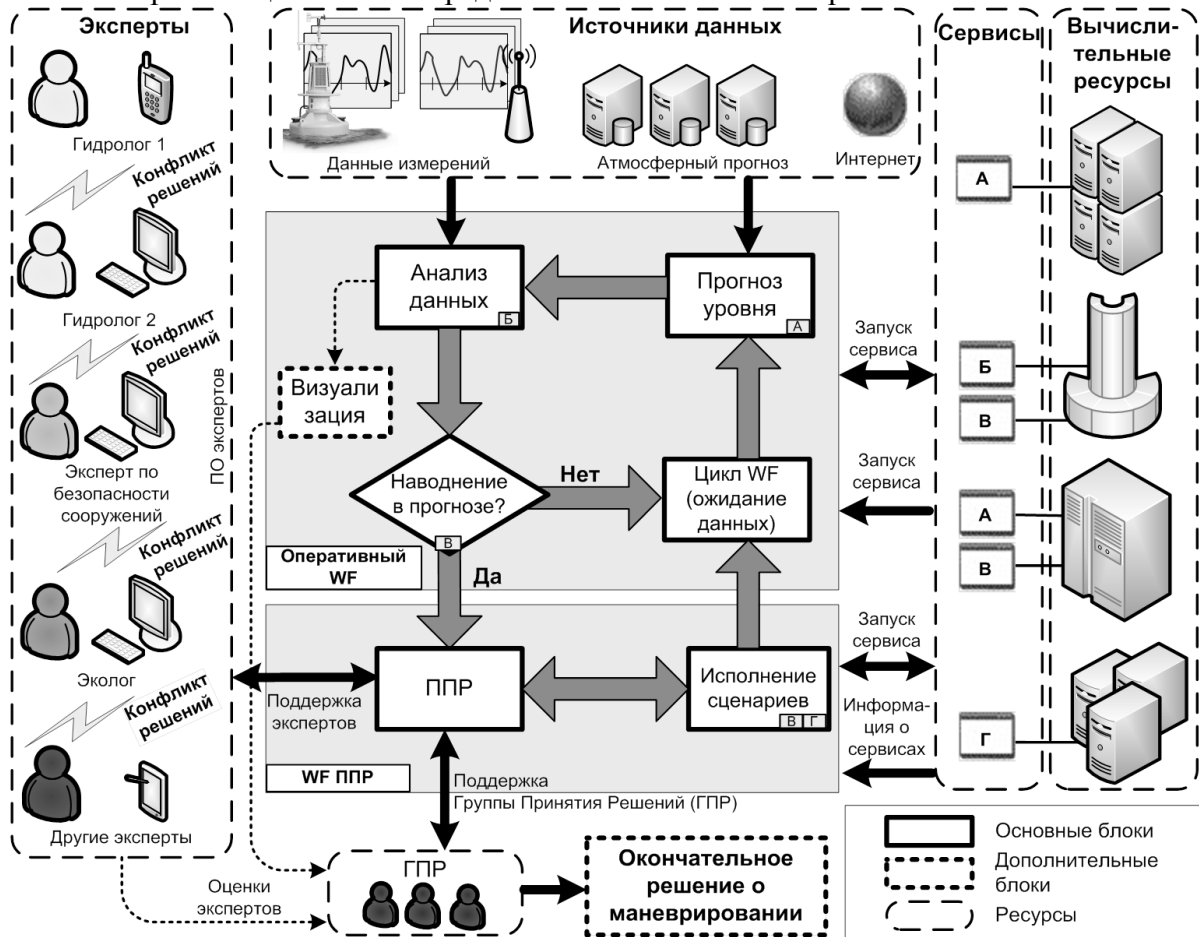 Эксперты
Гидролог 1
Конфликт
решений
Гидролог 2
Конфликт
решений
Эксперт по
безопасности
сооружений
Конфликт
решений
Эколог
Конфликт
решений
Другие эксперты
ПО экспертов
Источники данных
Данные измерений
Атмосферный прогноз
Интернет
Анализ
данных
Б
Прогноз
уровня
А
Визуали
зация
Наводнение
в прогнозе?
В
Нет
Да
Цикл WF
(ожидание
данных)
Оперативный
WF
ППР
Исполнение
сценариев
В Г
WF ППР
Поддержка
экспертов
Поддержка
Группы Принятия Решений (ГПР)
Запуск
сервиса
Запуск
сервиса
Запуск
сервиса
Информа-
ция о
сервисах
Сервисы
А
Б
В
А
В
Г
Вычисли-
тельные
ресурсы
Оценки
экспертов
ГПР
Окончательное
решение о
маневрировании
Основные блоки
Дополнительные
блоки
Ресурсы